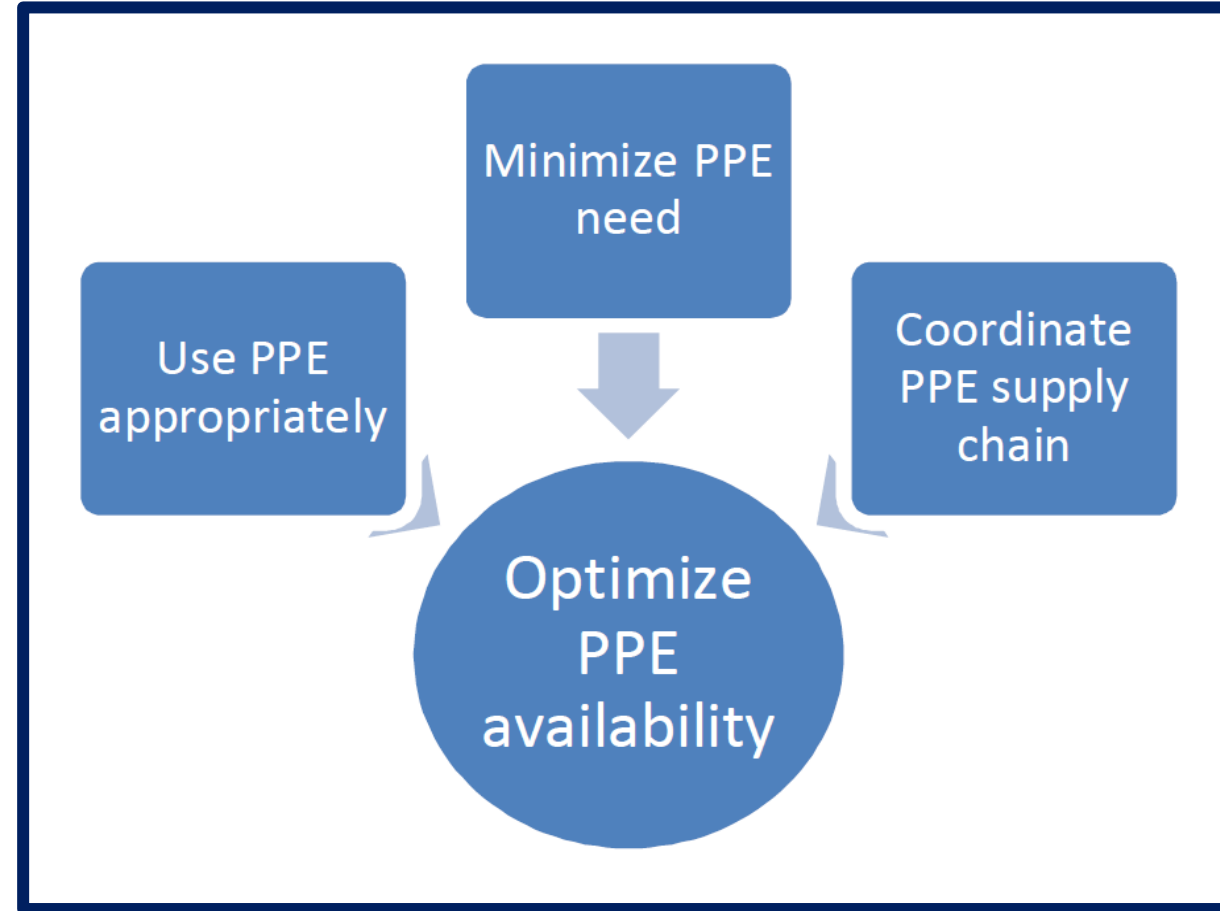 Minimize PPE
need
Use PPE
appropriately
Coordinate
PPE supply
chain
Optimize
PPE
availability